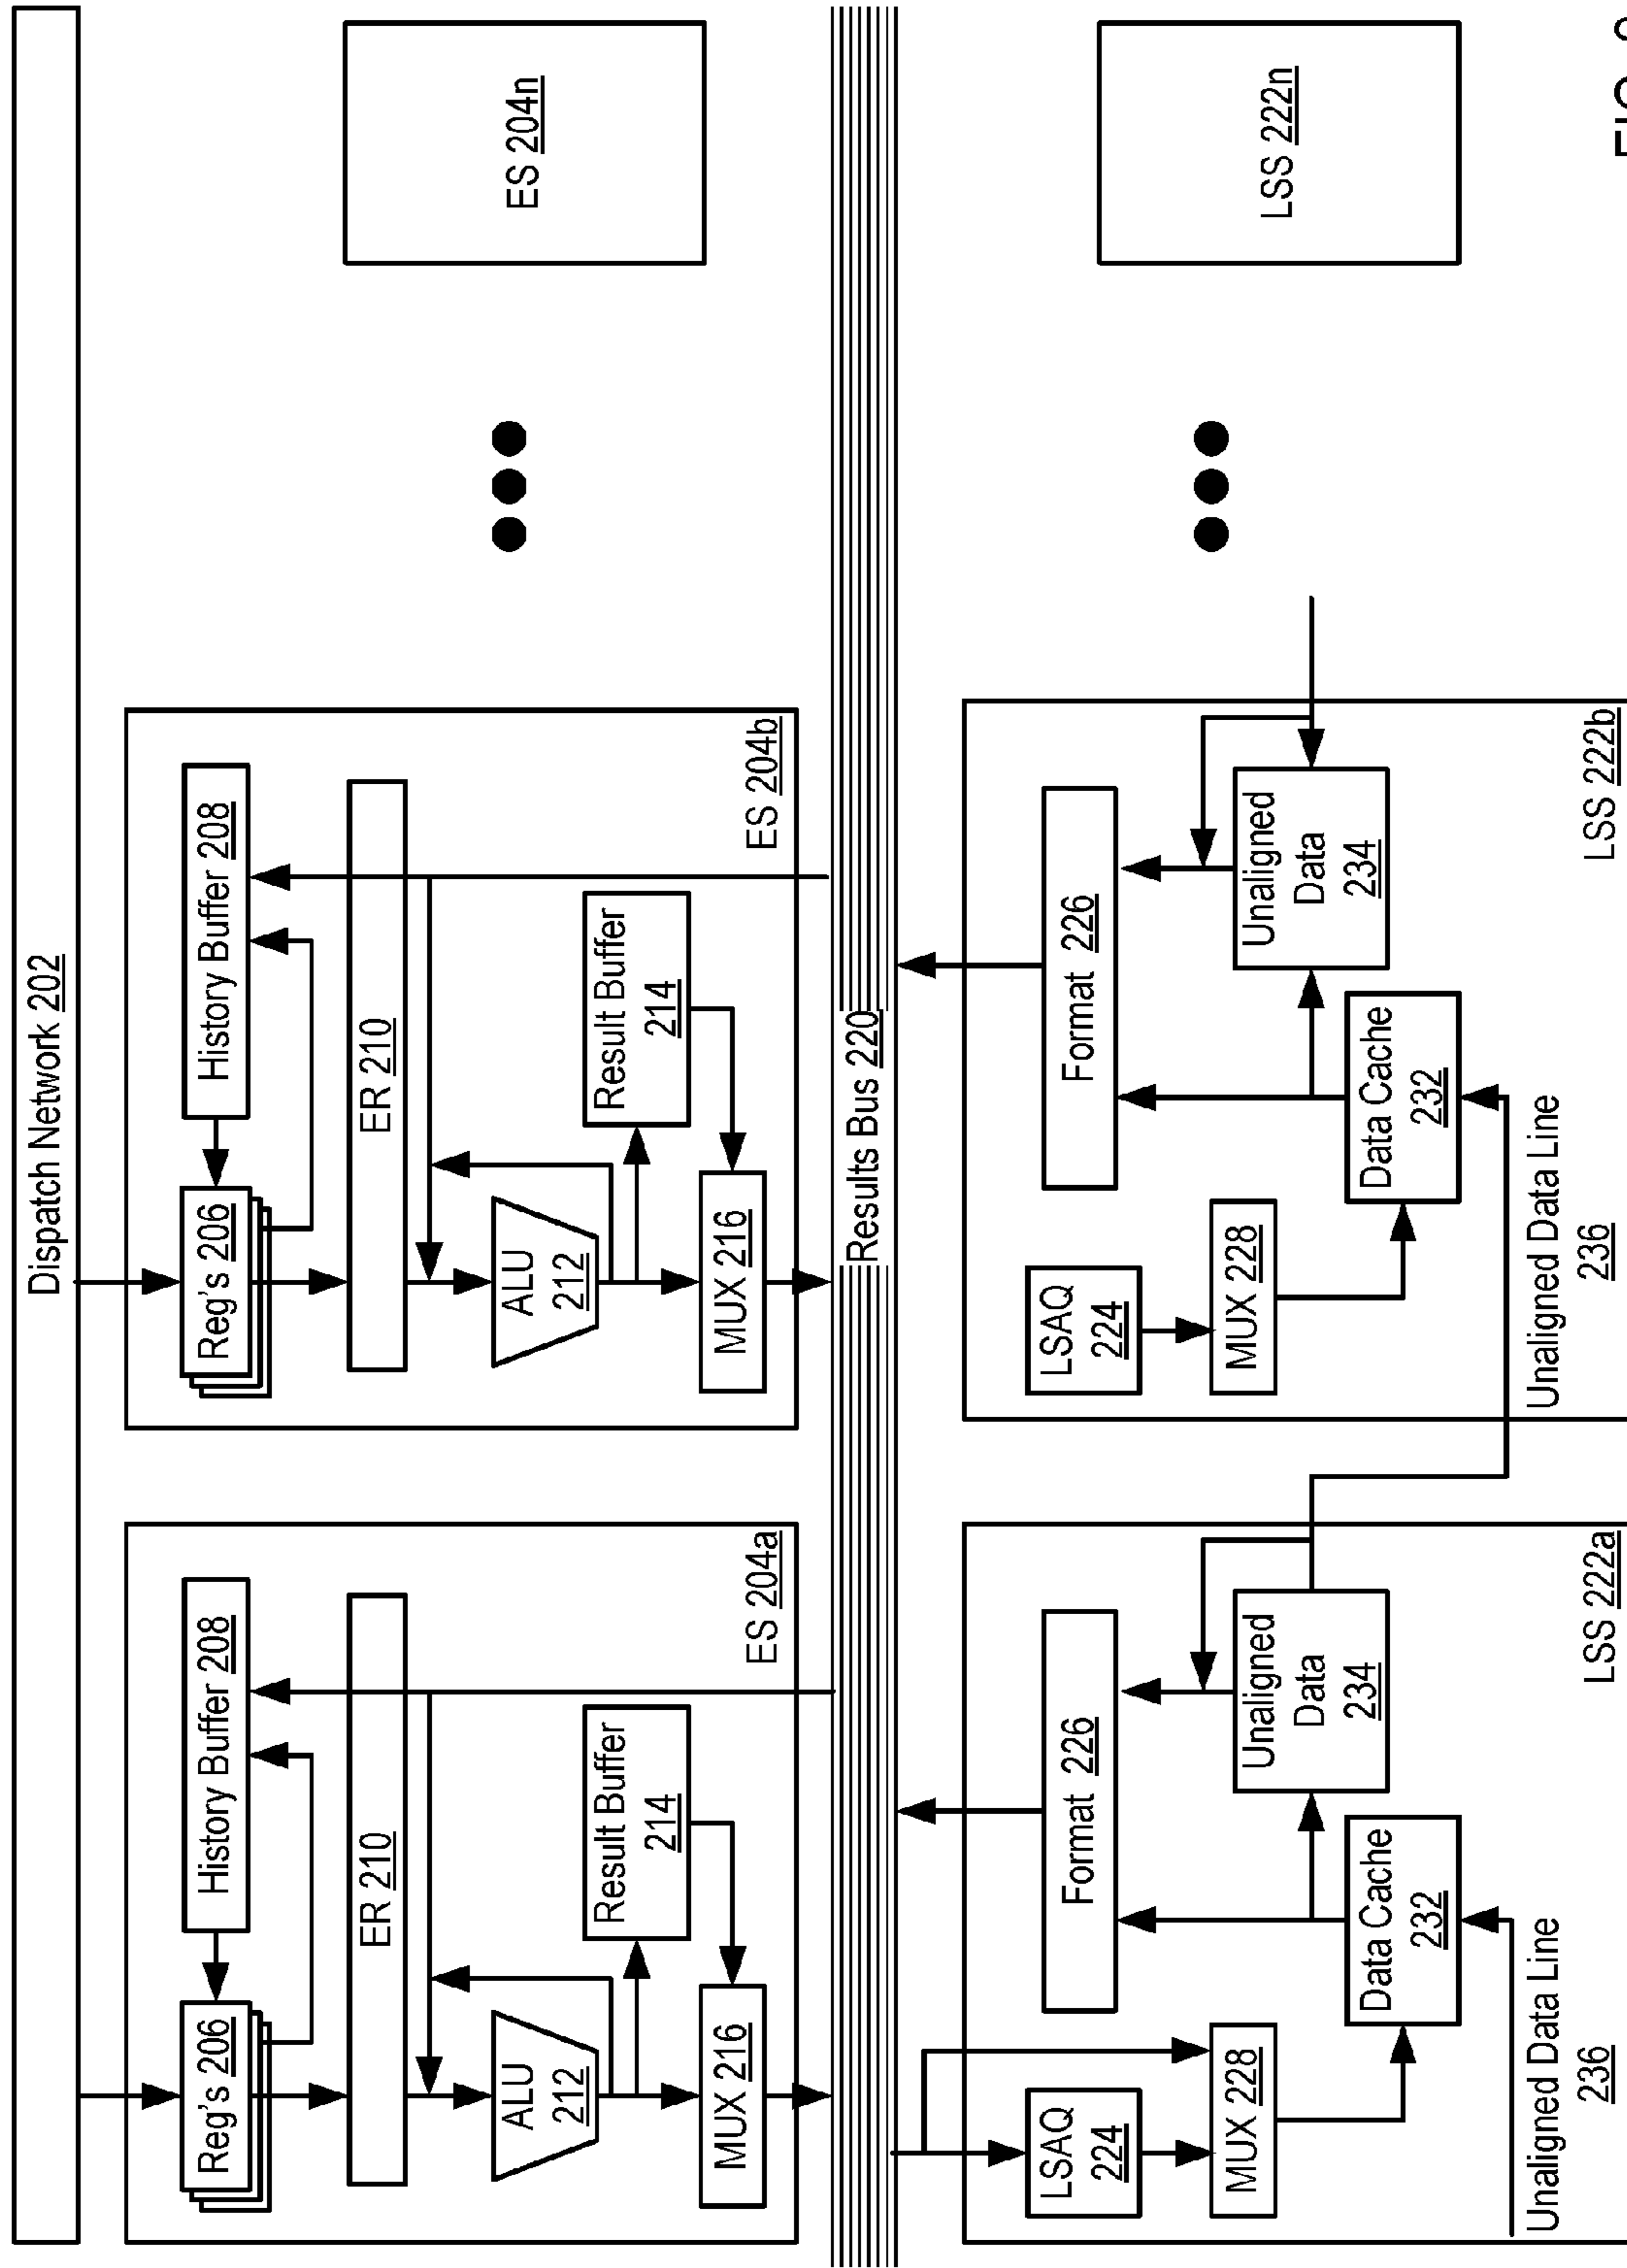 Dispatch Network 202
Reg's 206
History Buffer 208
ER 210
ALU
212
Result Buffer
214
MUX 216
ES 204a
Reg's 206
History Buffer 208
ER 210
ALU
212
Result Buffer
214
MUX 216
ES 204b
ES 204n
Results Bus 220
LSAQ
224
MUX 228
Format 226
Data Cache
232
Unaligned
Data
234
Unaligned Data Line
236
LSS 222a
LSAQ
224
MUX 228
Format 226
Data Cache
232
Unaligned
Data
234
Unaligned Data Line
236
LSS 222b
LSS 222n